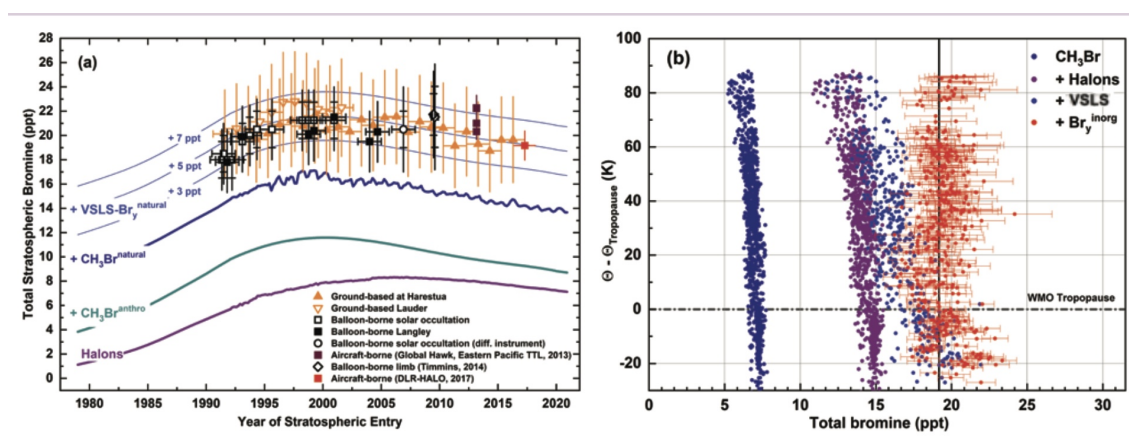 (a)
Total Stratospheric Bromine (ppt)
28
26
24
22
20
18
16
14
12
10
8
6
4
2
0
+ 7 ppt
+ 5 ppt
+ 3 ppt
+ VSLS-Br_y^natural
+ CH₃Br^natural
+ CH₃Br^anthro
Halons
Ground-based at Harestua
Ground-based Lauder
Balloon-borne solar occultation
Balloon-borne Langley
Balloon-borne solar occultation (diff. instrument)
Aircraft-borne (Global Hawk, Eastern Pacific TTL, 2013)
Balloon-borne limb (Timmins, 2014)
Aircraft-borne (DLR-HALO, 2017)
1980 1985 1990 1995 2000 2005 2010 2015 2020
Year of Stratospheric Entry
(b)
Θ - Θ_Tropopause (K)
100
80
60
40
20
0
-20
CH₃Br
+ Halons
+ VSLS
+ Br_y^inorg
WMO Tropopause
0 5 10 15 20 25 30
Total bromine (ppt)